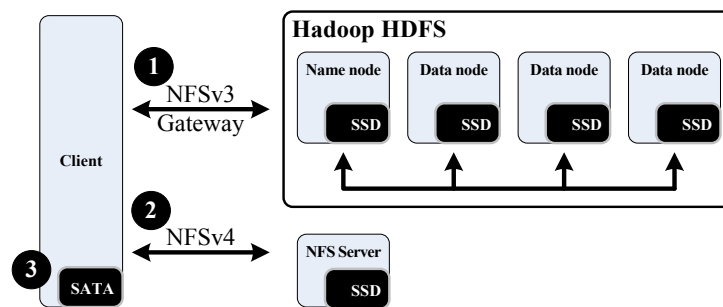 Hadoop HDFS
1
NFSv3
Gateway
Name node
Data node
Data node
Data node
SSD
SSD
SSD
SSD
Client
2
NFSv4
NFS Server
SSD
3
SATA